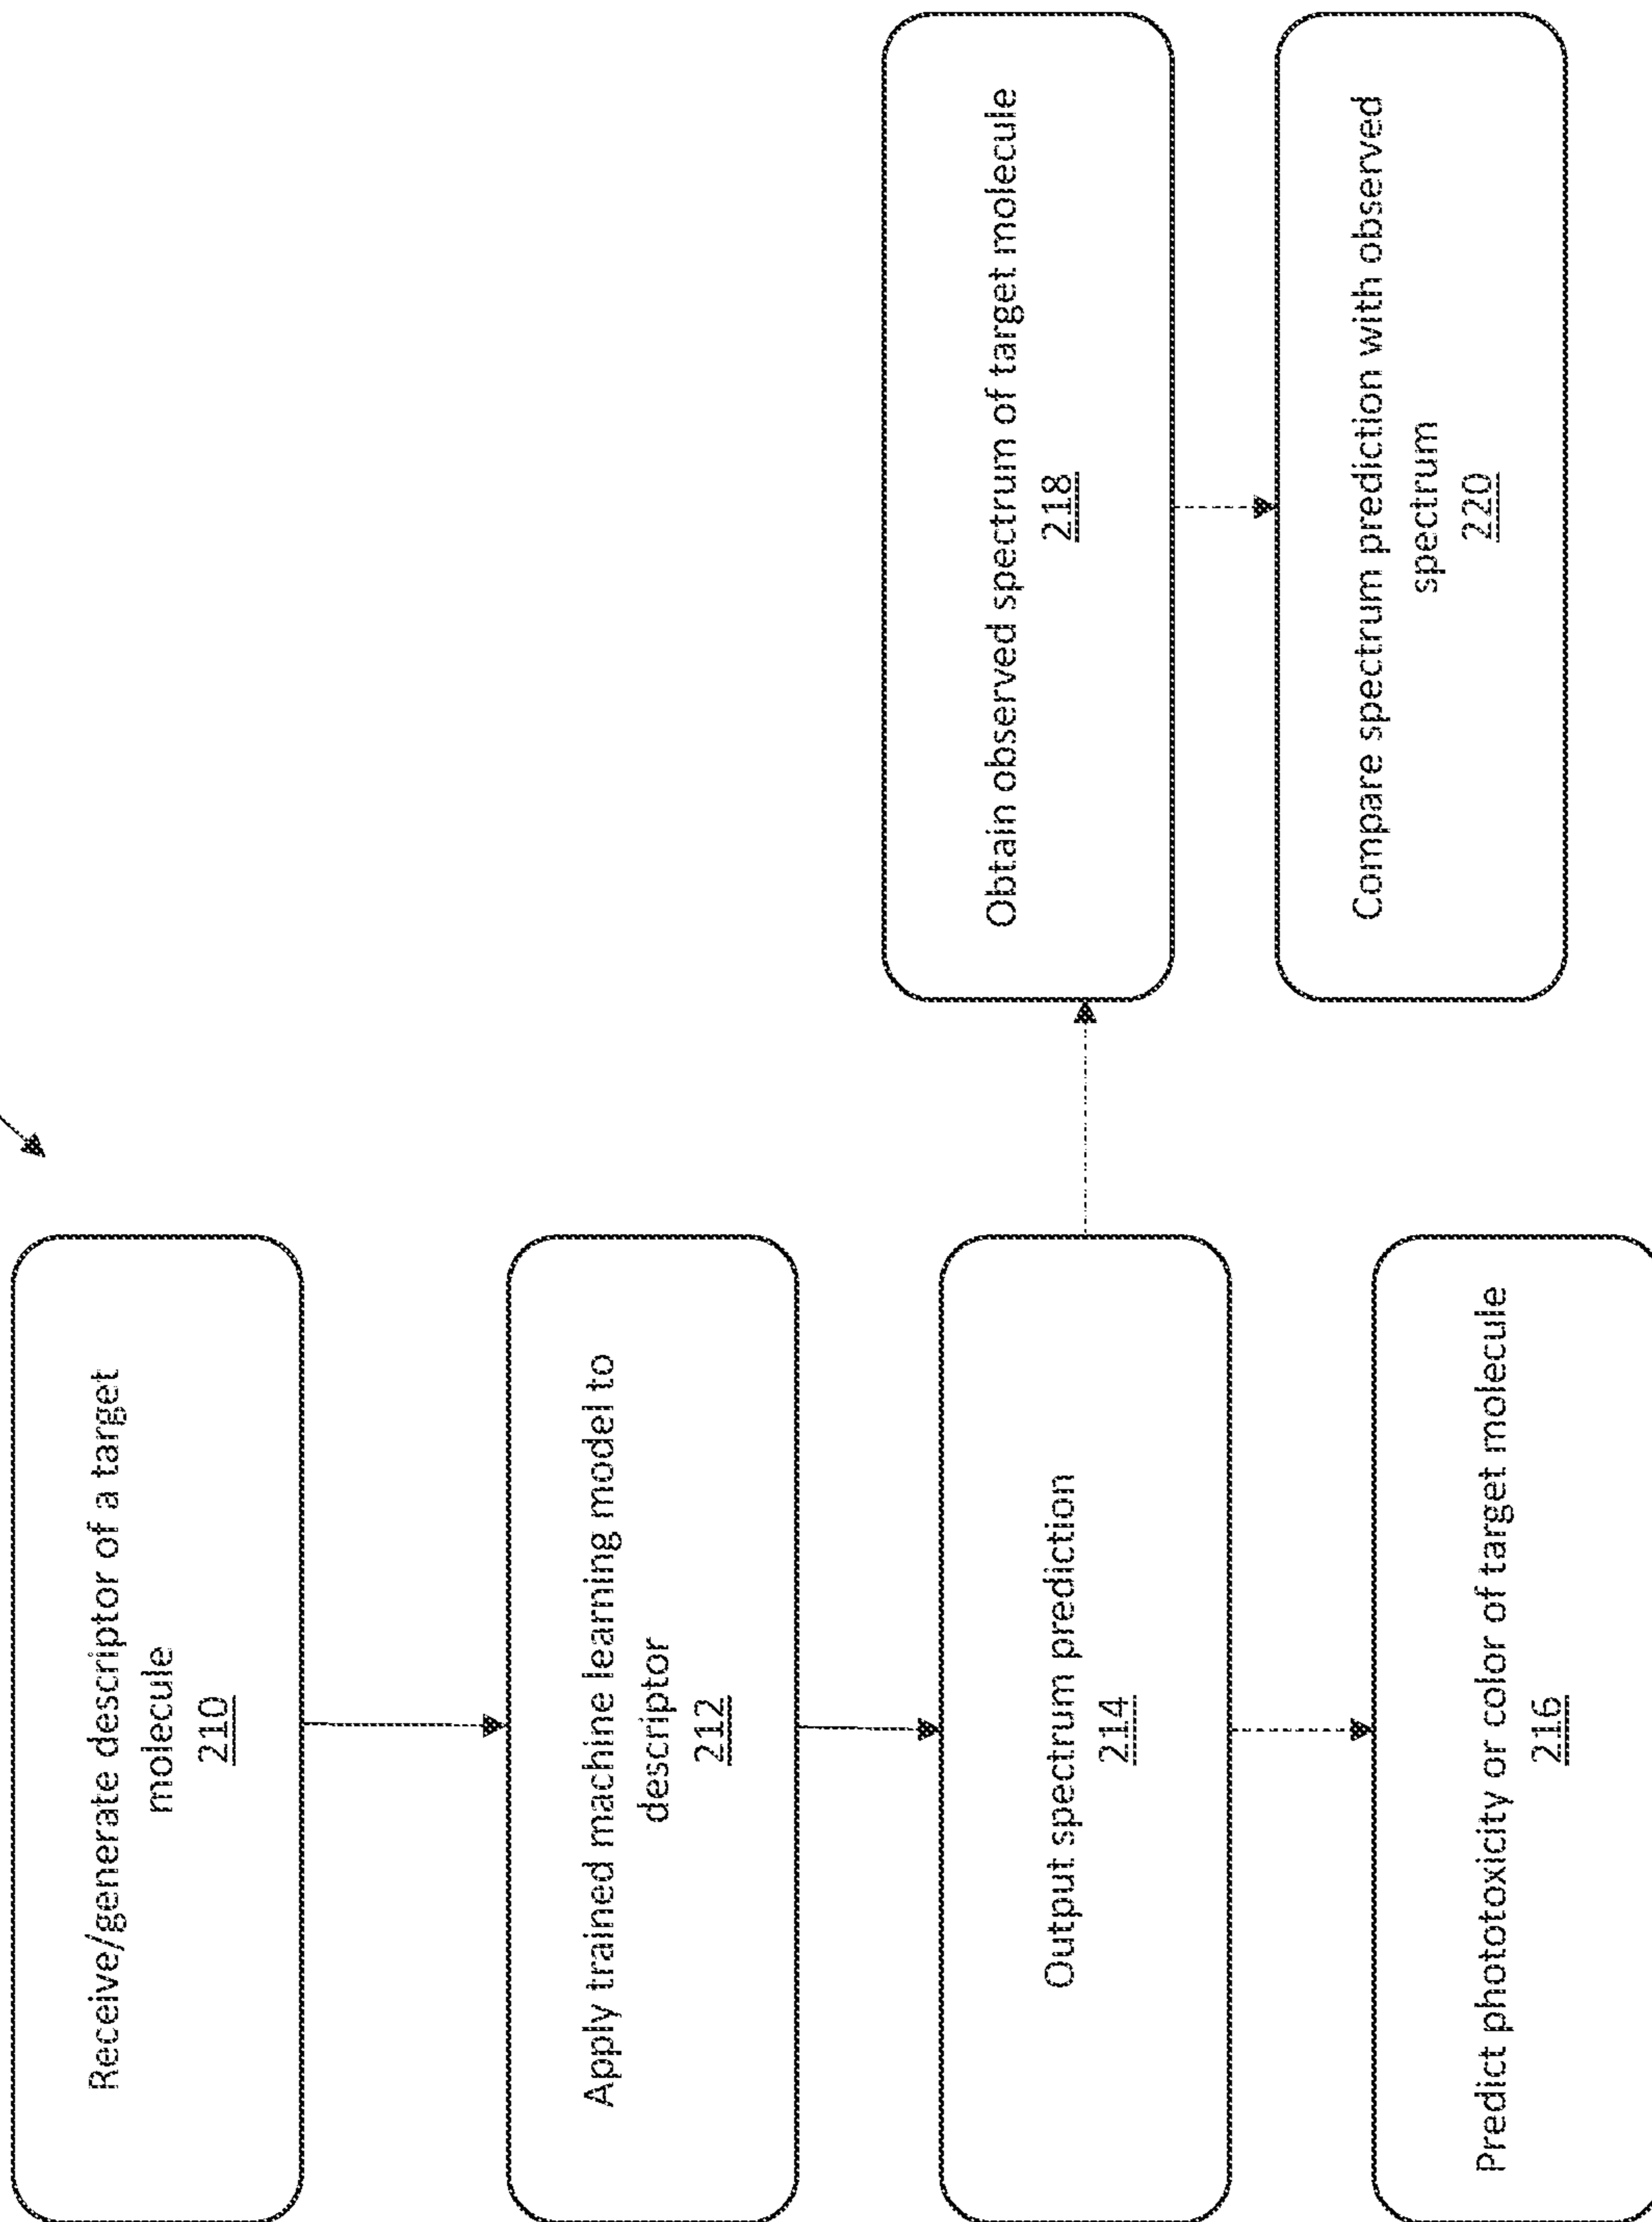 Receive/generate descriptor of a target
molecule
210
Apply trained machine learning model to
descriptor
212
Output spectrum prediction
214
Predict phototoxicity or color of target molecule
216
Obtain observed spectrum of target molecule
218
Compare spectrum prediction with observed
spectrum
220